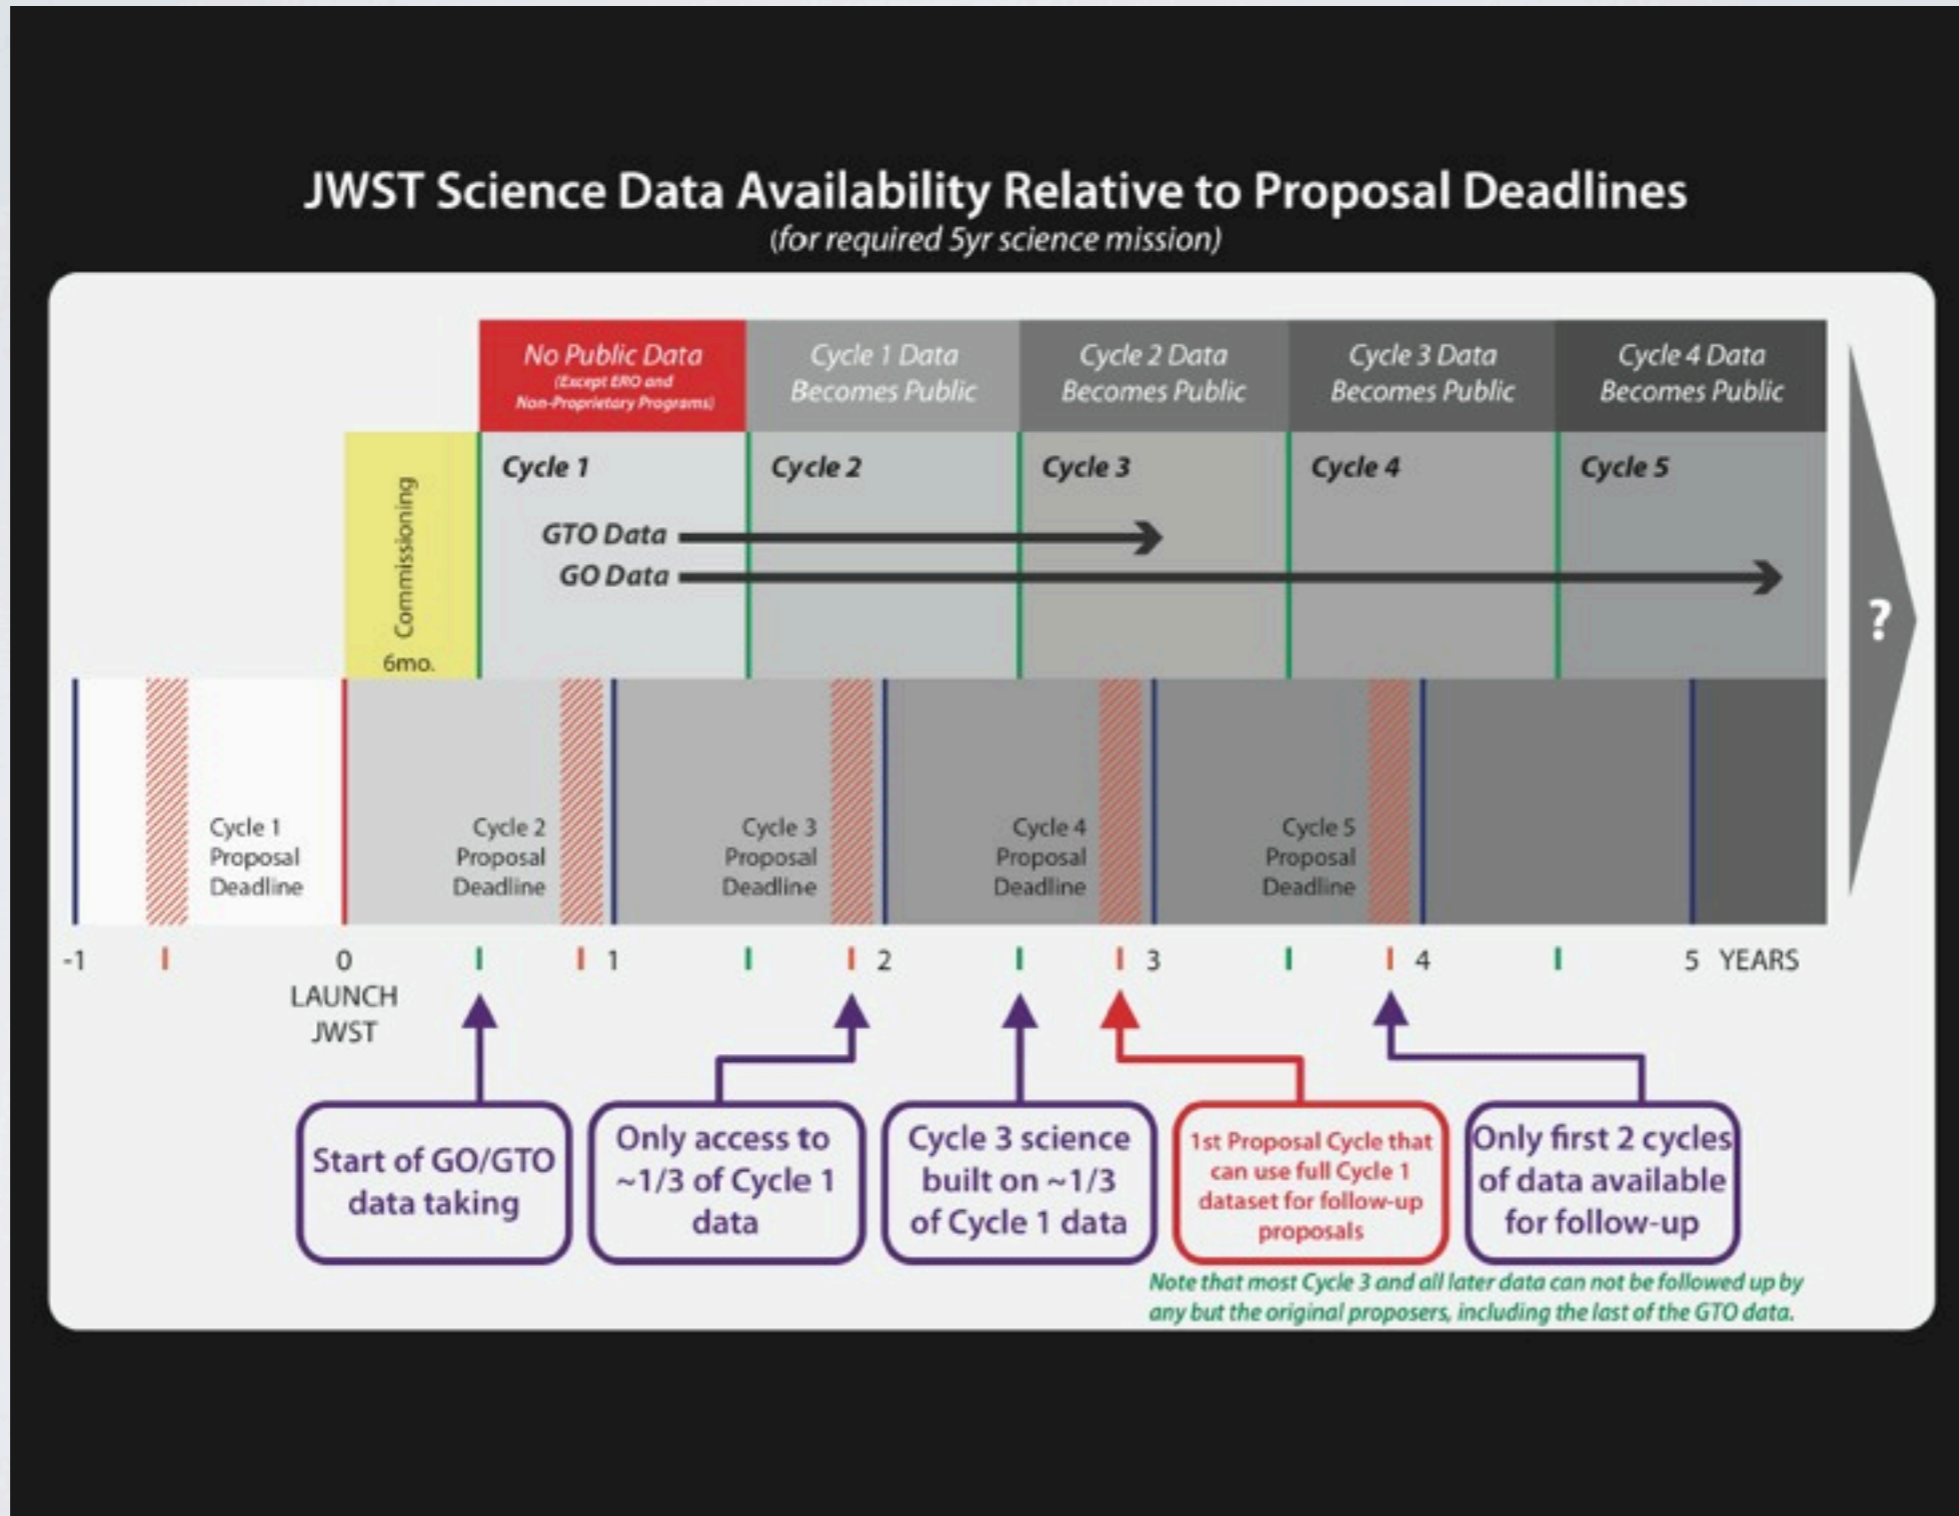 JWST Science Data Availability Relative to Proposal Deadlines
(for required 5yr science mission)
No Public Data
(Except ERO and
Non-Proprietary Programs)
Cycle 1 Data
Becomes Public
Cycle 2 Data
Becomes Public
Cycle 3 Data
Becomes Public
Cycle 4 Data
Becomes Public
Commissioning
6mo.
Cycle 1
Cycle 2
Cycle 3
Cycle 4
Cycle 5
GTO Data
GO Data
?
Cycle 1
Proposal
Deadline
Cycle 2
Proposal
Deadline
Cycle 3
Proposal
Deadline
Cycle 4
Proposal
Deadline
Cycle 5
Proposal
Deadline
-1
0
1
2
3
4
5 YEARS
LAUNCH
JWST
Start of GO/GTO
data taking
Only access to
~1/3 of Cycle 1
data
Cycle 3 science
built on ~1/3
of Cycle 1 data
1st Proposal Cycle that
can use full Cycle 1
dataset for follow-up
proposals
Only first 2 cycles
of data available
for follow-up
Note that most Cycle 3 and all later data can not be followed up by
any but the original proposers, including the last of the GTO data.